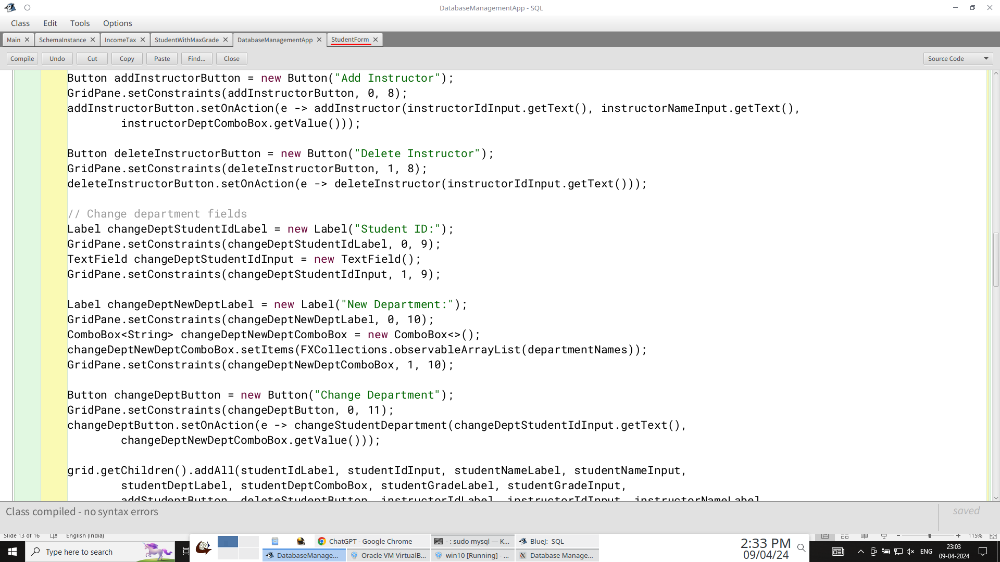 DatabaseManagementApp - SQL
Class Edit Tools Options
Main SchemaInstance IncomeTax StudentWithMaxGrade DatabaseManagementApp StudentForm
Compile Undo Cut Copy Paste Find... Close Source Code
Button addInstructorButton = new Button("Add Instructor");
GridPane.setConstraints(addInstructorButton, 0, 8);
addInstructorButton.setOnAction(e -> addInstructor(instructorIdInput.getText(), instructorNameInput.getText(),
instructorDeptComboBox.getValue()));
Button deleteInstructorButton = new Button("Delete Instructor");
GridPane.setConstraints(deleteInstructorButton, 1, 8);
deleteInstructorButton.setOnAction(e -> deleteInstructor(instructorIdInput.getText()));
// Change department fields
Label changeDeptStudentIdLabel = new Label("Student ID:");
GridPane.setConstraints(changeDeptStudentIdLabel, 0, 9);
TextField changeDeptStudentIdInput = new TextField();
GridPane.setConstraints(changeDeptStudentIdInput, 1, 9);
Label changeDeptNewDeptLabel = new Label("New Department:");
GridPane.setConstraints(changeDeptNewDeptLabel, 0, 10);
ComboBox<String> changeDeptNewDeptComboBox = new ComboBox<>();
changeDeptNewDeptComboBox.setItems(FXCollections.observableArrayList(departmentNames));
GridPane.setConstraints(changeDeptNewDeptComboBox, 1, 10);
Button changeDeptButton = new Button("Change Department");
GridPane.setConstraints(changeDeptButton, 0, 11);
changeDeptButton.setOnAction(e -> changeStudentDepartment(changeDeptStudentIdInput.getText(),
changeDeptNewDeptComboBox.getValue()));
grid.getChildren().addAll(studentIdLabel, studentIdInput, studentNameLabel, studentNameInput,
studentDeptLabel, studentDeptComboBox, studentGradeLabel, studentGradeInput,
addStudentButton, deleteStudentButton, instructorIdLabel, instructorIdInput, instructorNameLabel
Class compiled - no syntax errors
saved
Slide 13 of 16 English (India) 115%
ChatGPT - Google Chrome - : sudo mysql — K... BlueJ: SQL
Type here to search
DatabaseManage... Oracle VM VirtualB... win10 [Running] - ... Database Manage...
2:33 PM
09/04/24
ENG
23:03
09-04-2024